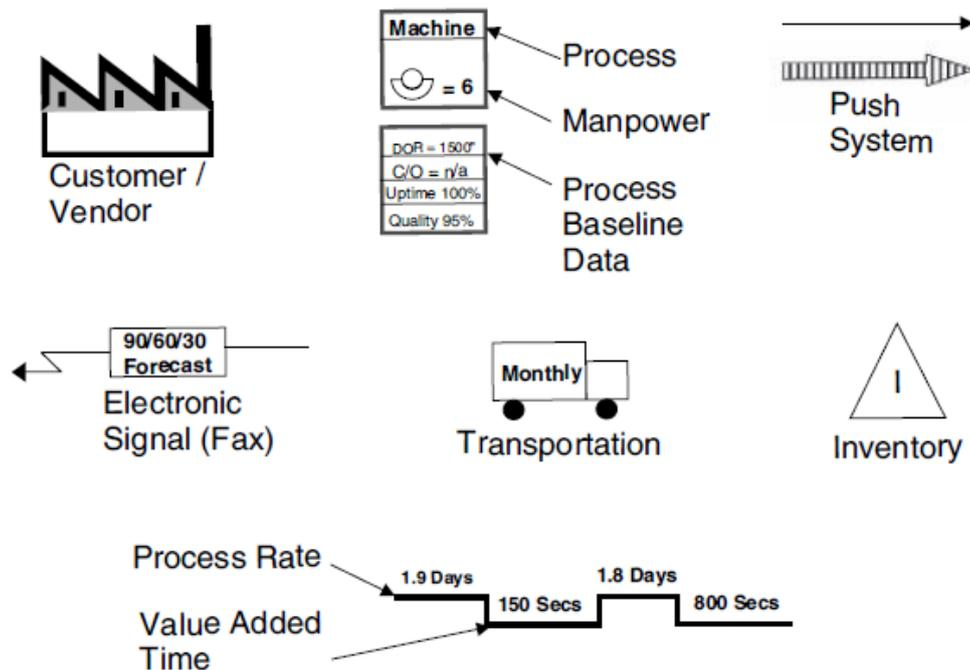 Machine
= 6
Process
Manpower
Push
System
Customer /
Vendor
DOR = 1500"
C/O = n/a
Uptime 100%
Quality 95%
Process
Baseline
Data
90/60/30
Forecast
Electronic
Signal (Fax)
Monthly
Transportation
I
Inventory
Process Rate
1.9 Days
150 Secs
1.8 Days
800 Secs
Value Added
Time